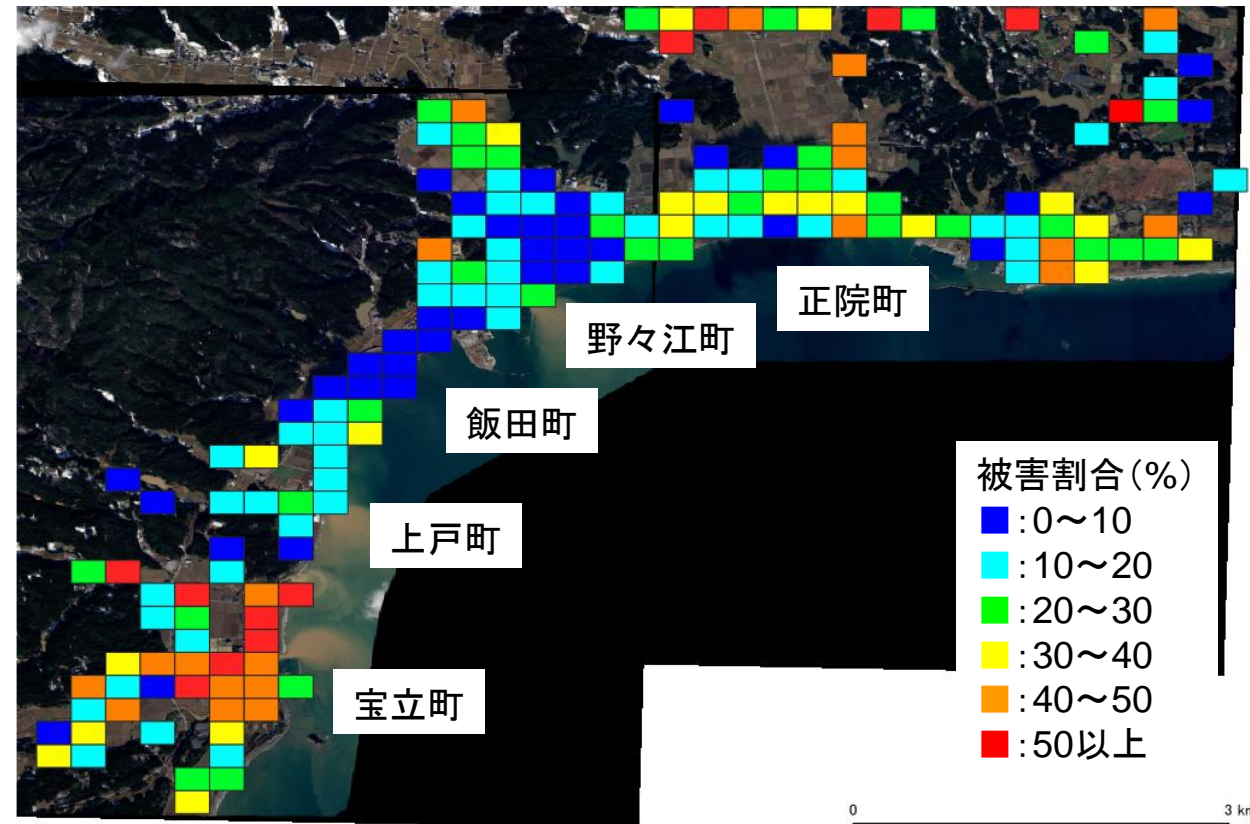 正院町
野々江町
飯田町
上戸町
宝立町
被害割合(%)
:0～10
:10～20
:20～30
:30～40
:40～50
:50以上
0
3 km